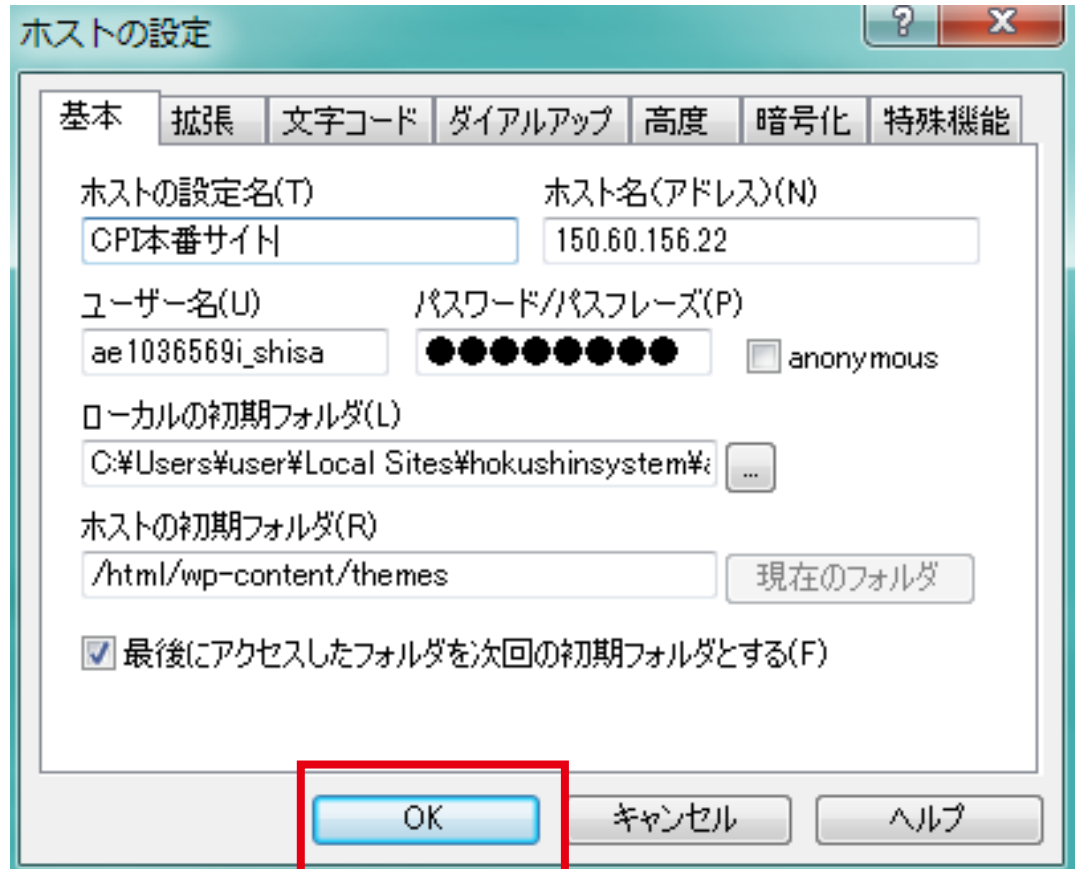 ホストの設定
? X
基本 拡張 文字コード ダイアルアップ 高度 暗号化 特殊機能
ホストの設定名(T) ホスト名(アドレス)(N)
CPI本番サイト 150.60.156.22
ユーザー名(U) パスワード/パスフレーズ(P)
ae1036569i_shisa ●●●●●●●● anonymous
ローカルの初期フォルダ(L)
C:¥Users¥user¥Local Sites¥hokushinsystem¥a ...
ホストの初期フォルダ(R)
/html/wp-content/themes 現在のフォルダ
最後にアクセスしたフォルダを次回の初期フォルダとする(F)
OK キャンセル ヘルプ